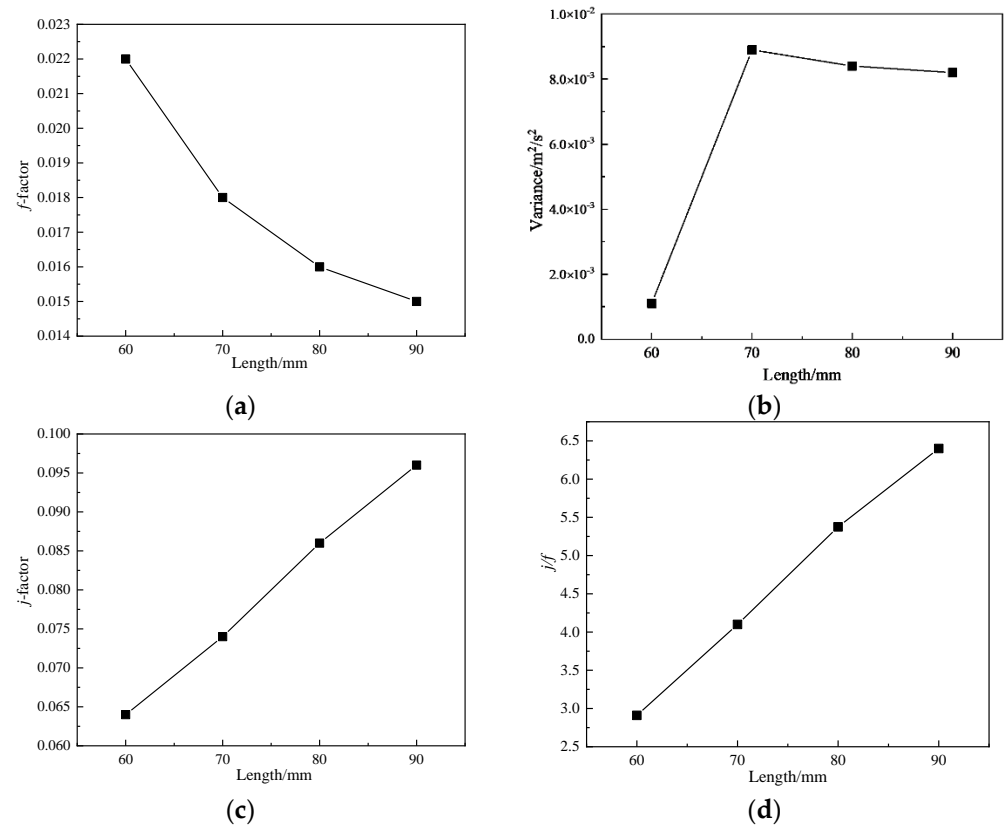 0.023
0.022
0.021
0.020
0.019
0.018
0.017
0.016
0.015
0.014
f-factor
60 70 80 90
Length/mm
(a)
1.0×10⁻²
8.0×10⁻³
6.0×10⁻³
4.0×10⁻³
2.0×10⁻³
0.0
Variance/m²/s²
60 70 80 90
Length/mm
(b)
0.100
0.095
0.090
0.085
0.080
0.075
0.070
0.065
0.060
j-factor
60 70 80 90
Length/mm
(c)
6.5
6.0
5.5
5.0
4.5
4.0
3.5
3.0
2.5
j/f
60 70 80 90
Length/mm
(d)